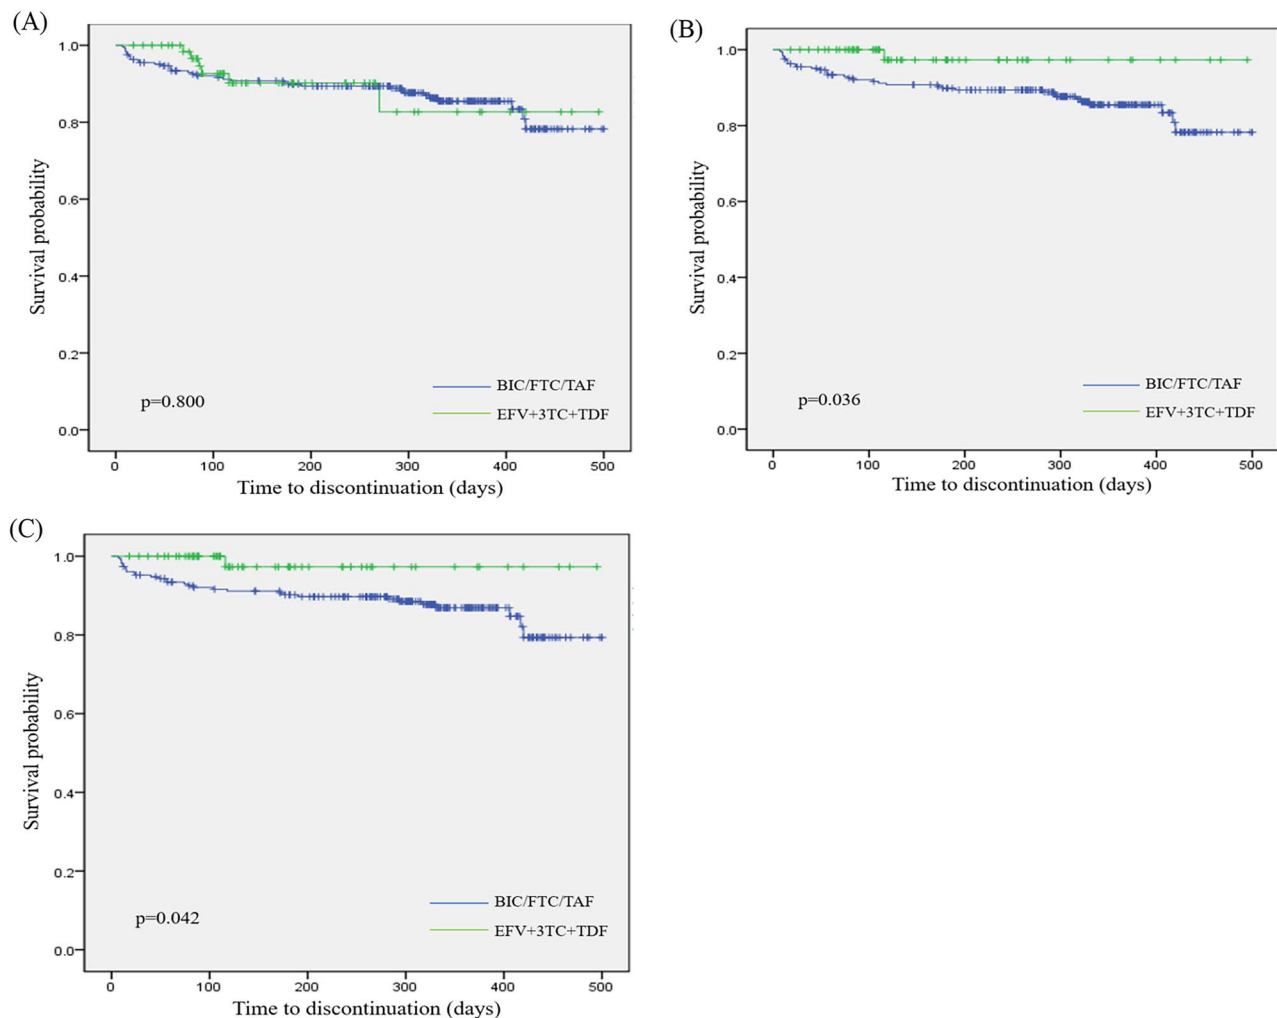 (A)
1.0
0.8
0.6
0.4
0.2
0.0
Survival probability
p=0.800
BIC/FTC/TAF
EFV+3TC+TDF
0 100 200 300 400 500
Time to discontinuation (days)
(B)
1.0
0.8
0.6
0.4
0.2
0.0
Survival probability
p=0.036
BIC/FTC/TAF
EFV+3TC+TDF
0 100 200 300 400 500
Time to discontinuation (days)
(C)
1.0
0.8
0.6
0.4
0.2
0.0
Survival probability
p=0.042
BIC/FTC/TAF
EFV+3TC+TDF
0 100 200 300 400 500
Time to discontinuation (days)